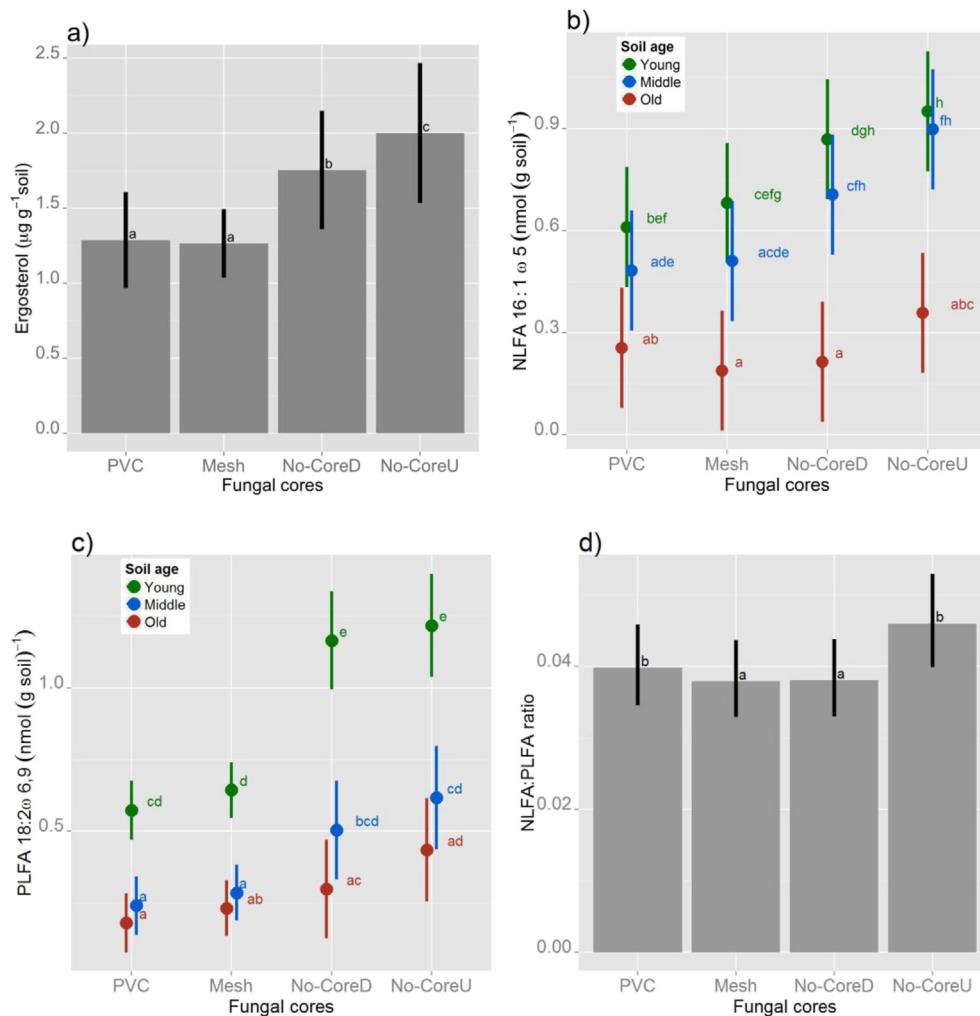 a)
Ergosterol (µg g⁻¹soil)
2.5
2.0
1.5
1.0
0.5
0.0
a
a
b
c
PVC Mesh No-CoreD No-CoreU
Fungal cores
b)
NLFA 16 : 1 ω 5 (nmol (g soil)⁻¹)
Soil age
Young
Middle
Old
0.9
0.6
0.3
0.0
bef
ade
ab
cefg
acde
a
dgh
cfh
a
h
fh
abc
PVC Mesh No-CoreD No-CoreU
Fungal cores
c)
PLFA 18:2ω 6,9 (nmol (g soil)⁻¹)
Soil age
Young
Middle
Old
1.0
0.5
cd
a
a
d
a
ab
e
bcd
ac
e
cd
ad
PVC Mesh No-CoreD No-CoreU
Fungal cores
d)
NLFA:PLFA ratio
0.04
0.02
0.00
b
a
a
b
PVC Mesh No-CoreD No-CoreU
Fungal cores